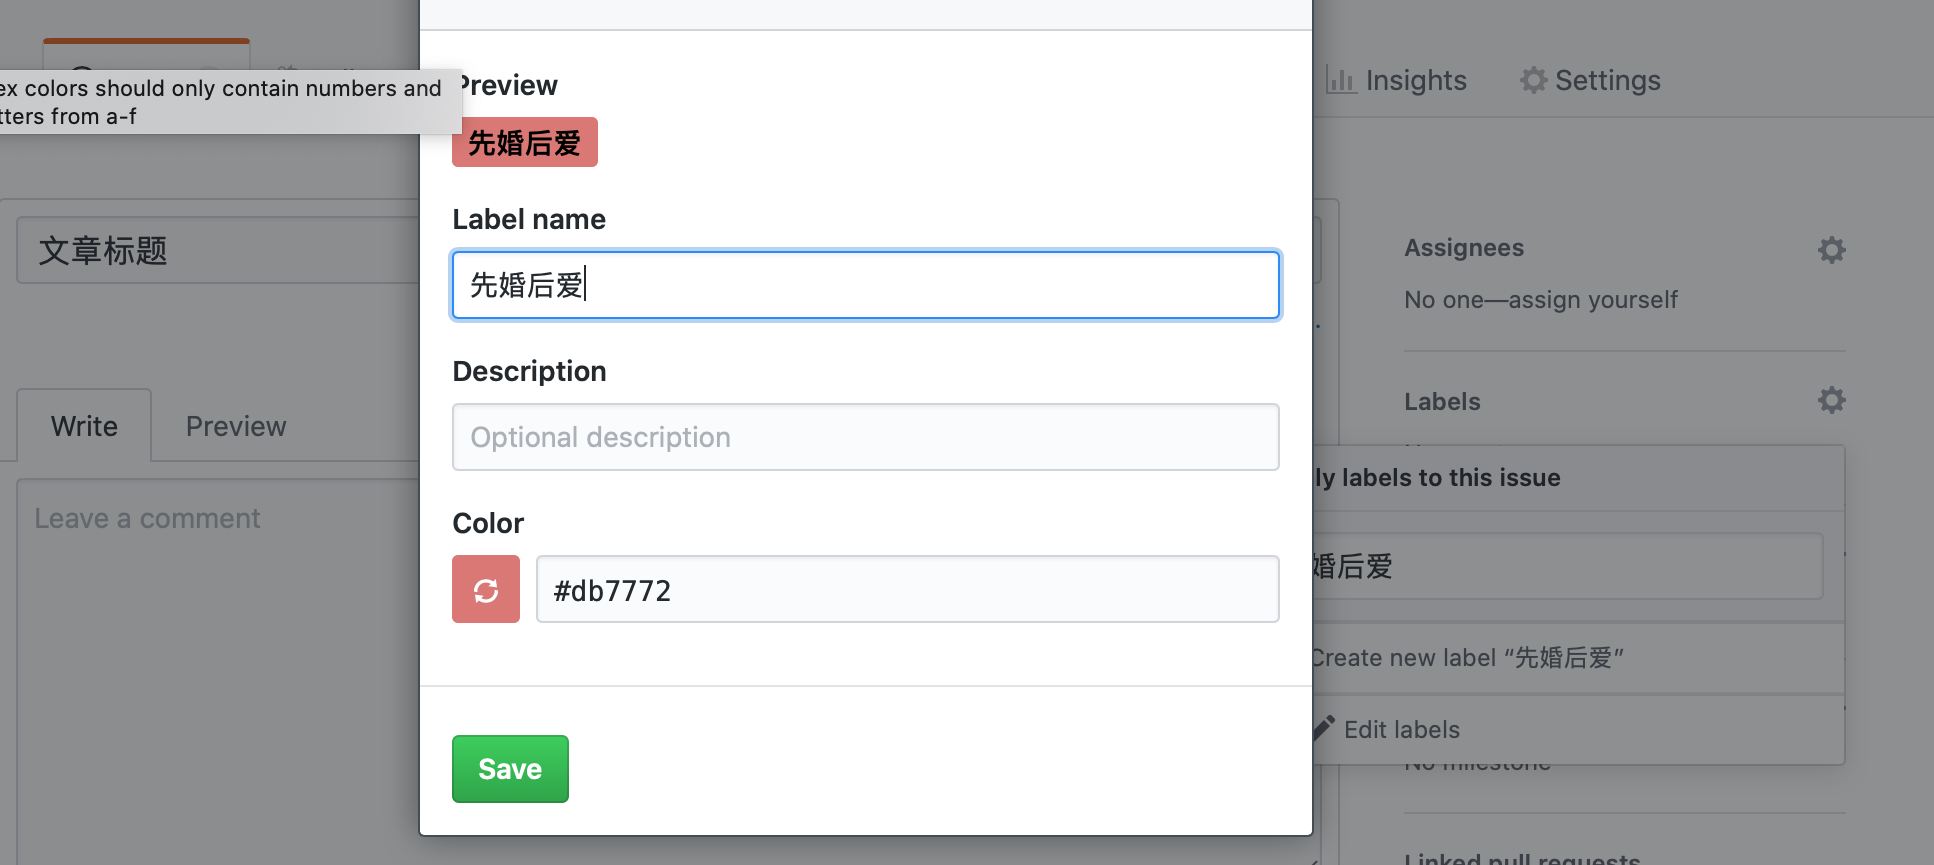 ex colors should only contain numbers and
tters from a-f
Preview
先婚后爱
Insights
Settings
Label name
先婚后爱
文章标题
Assignees
No one—assign yourself
Description
Optional description
Write
Preview
Labels
ly labels to this issue
Leave a comment
Color
#db7772
婚后爱
Create new label “先婚后爱”
Edit labels
No milestone
Save
Linked pull requests